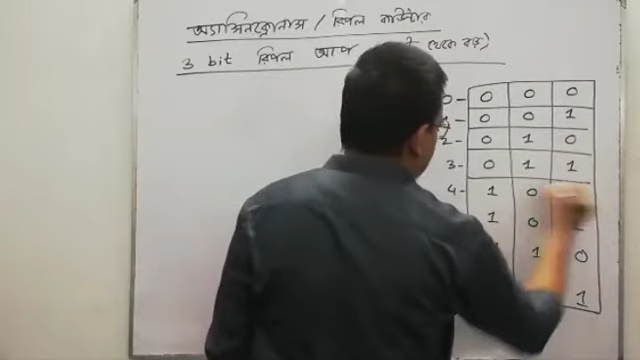 অ্যাসিনক্রোনাস / রিপল কাউন্টার
3 bit রিপল আপ থেকে বড়)
0 - 0 0 0
1 - 0 0 1
2 - 0 1 0
3 - 0 1 1
4 - 1 0
1 0
1 0
1